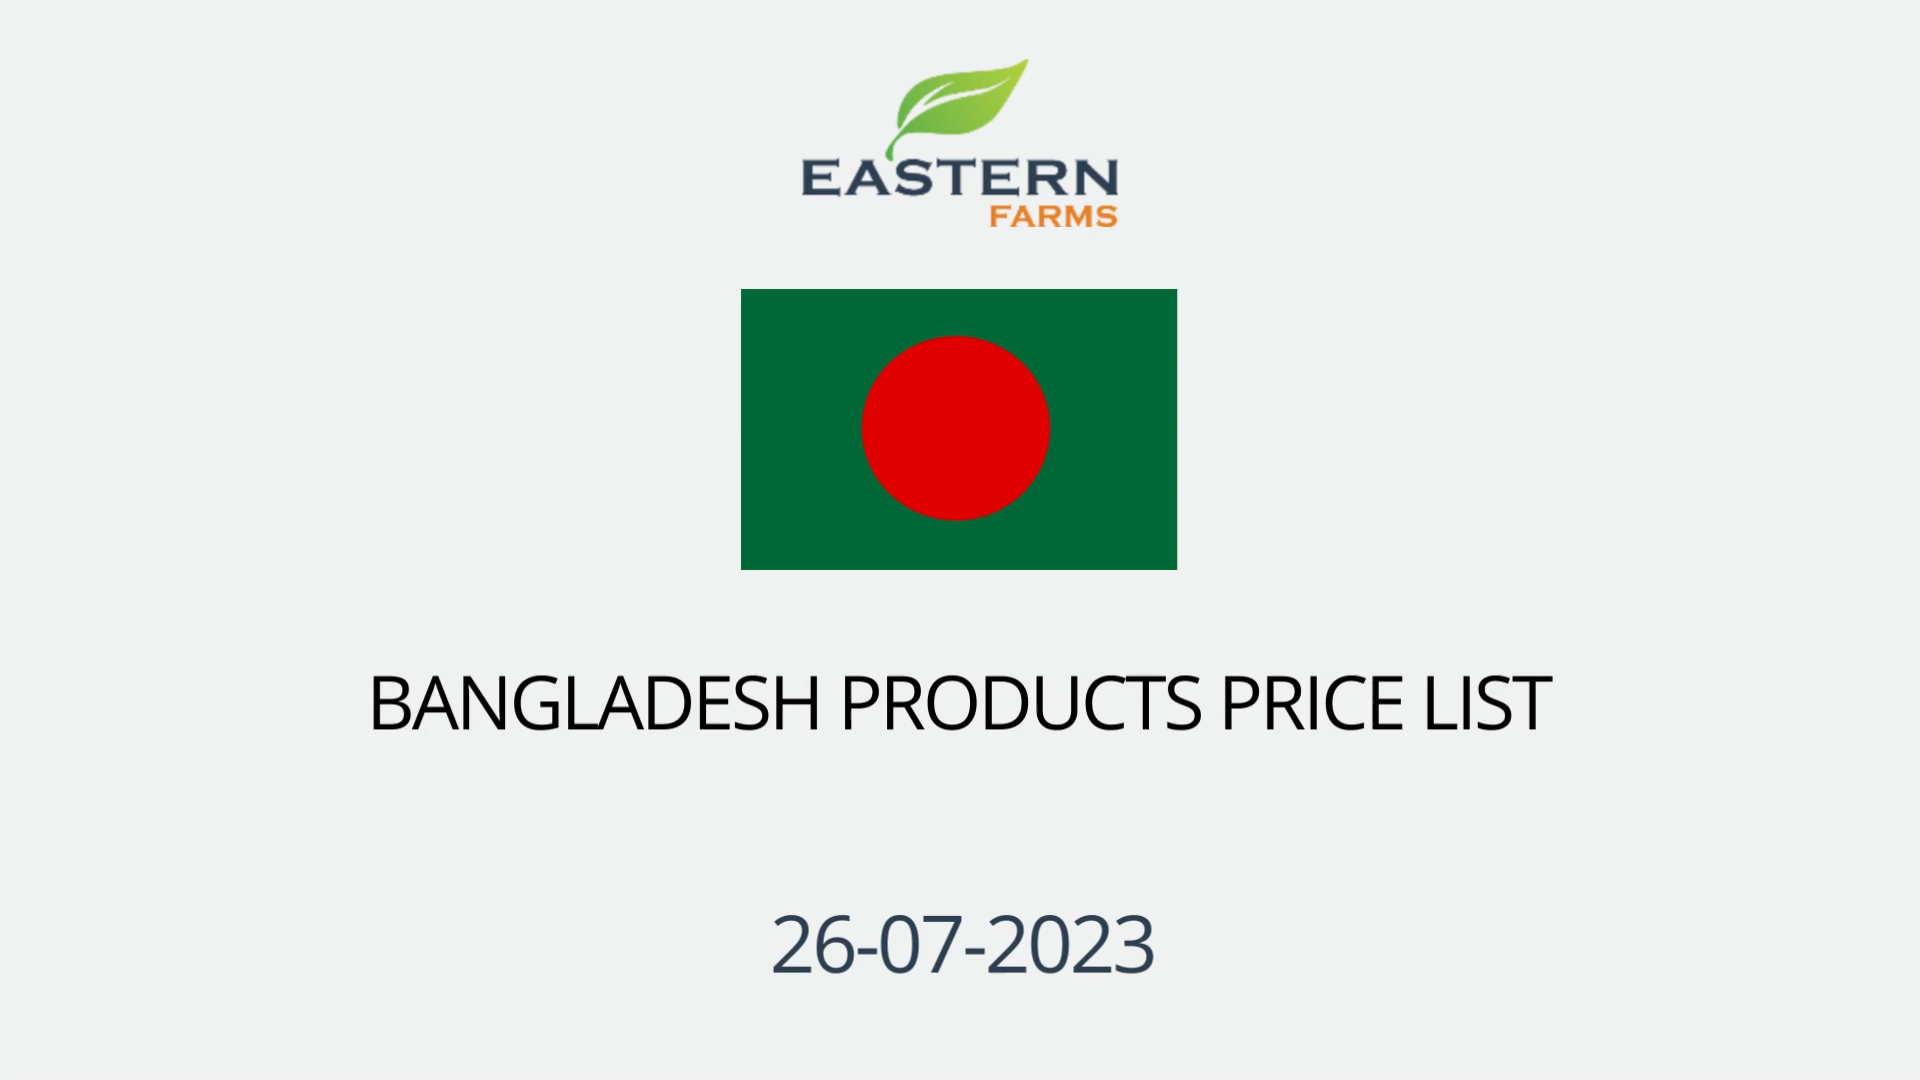 EASTERN
FARMS
BANGLADESH PRODUCTS PRICE LIST
26-07-2023